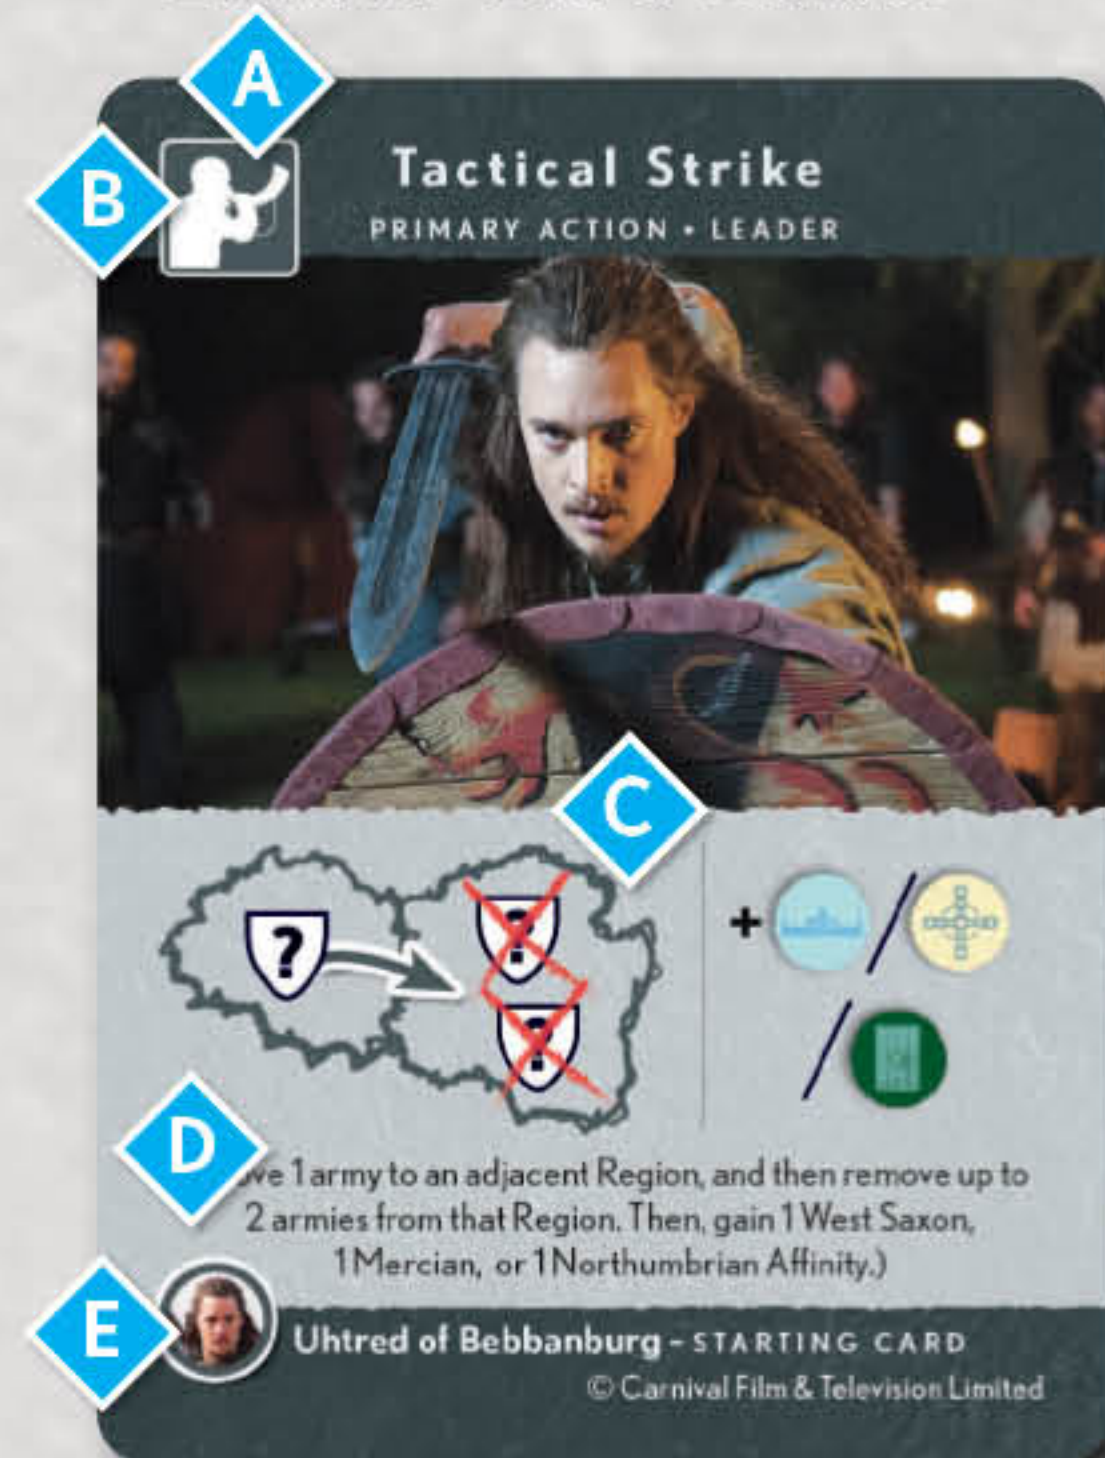 A
B
Tactical Strike
PRIMARY ACTION • LEADER
C
?
?
?
+ / 
/
D
1 army to an adjacent Region, and then remove up to
2 armies from that Region. Then, gain 1 West Saxon,
1 Mercian, or 1 Northumbrian Affinity.)
E
Uhtred of Bebbanburg – STARTING CARD
© Carnival Film & Television Limited